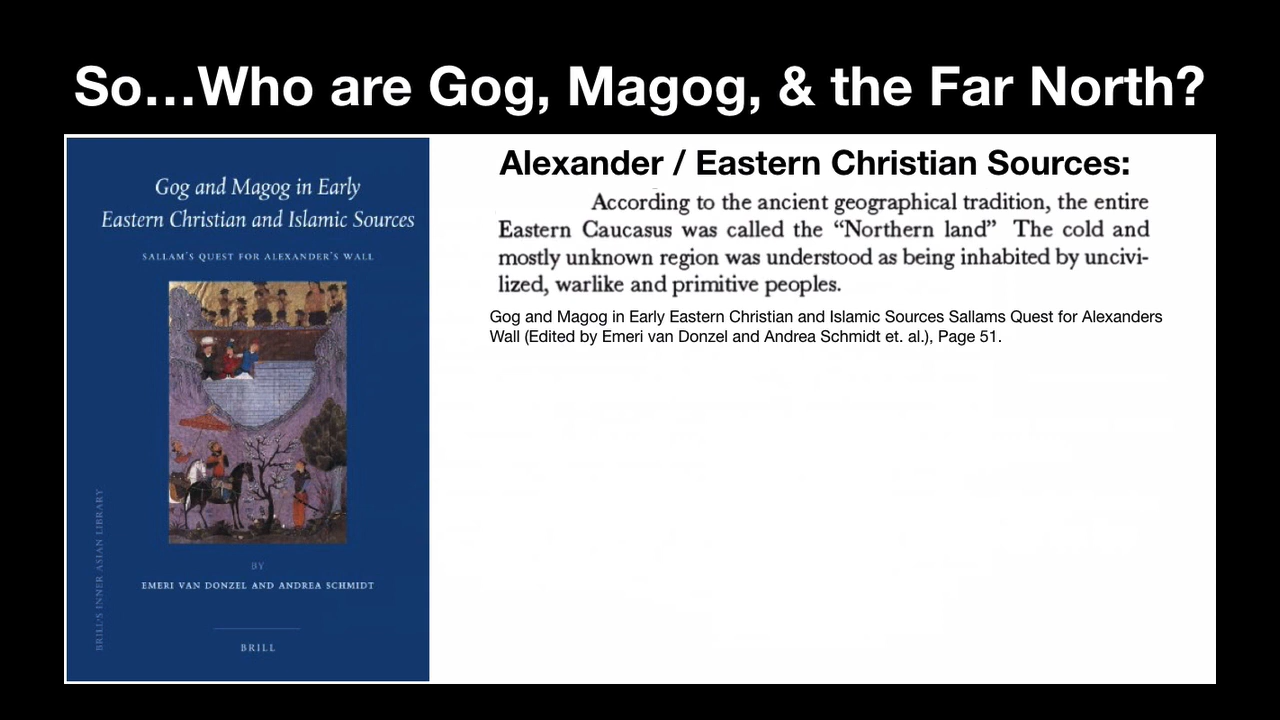 So...Who are Gog, Magog, & the Far North?
Gog and Magog in Early
Eastern Christian and Islamic Sources
SALLAM'S QUEST FOR ALEXANDER'S WALL
BRILL'S INNER ASIAN LIBRARY
BY
EMERI VAN DONZEL AND ANDREA SCHMIDT
BRILL
Alexander / Eastern Christian Sources:
According to the ancient geographical tradition, the entire
Eastern Caucasus was called the “Northern land” The cold and
mostly unknown region was understood as being inhabited by uncivi-
lized, warlike and primitive peoples.
Gog and Magog in Early Eastern Christian and Islamic Sources Sallams Quest for Alexanders
Wall (Edited by Emeri van Donzel and Andrea Schmidt et. al.), Page 51.